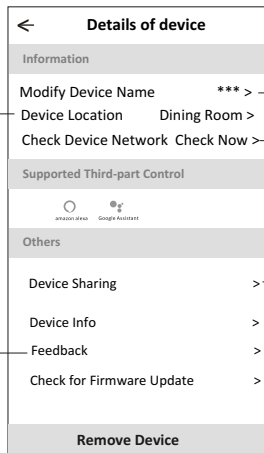 Details of device
Information
Modify Device Name *** >
Device Location Dining Room >
Check Device Network Check Now >
Supported Third-part Control
amazon alexa Google Assistant
Others
Device Sharing >
Device Info >
Feedback >
Check for Firmware Update >
Remove Device